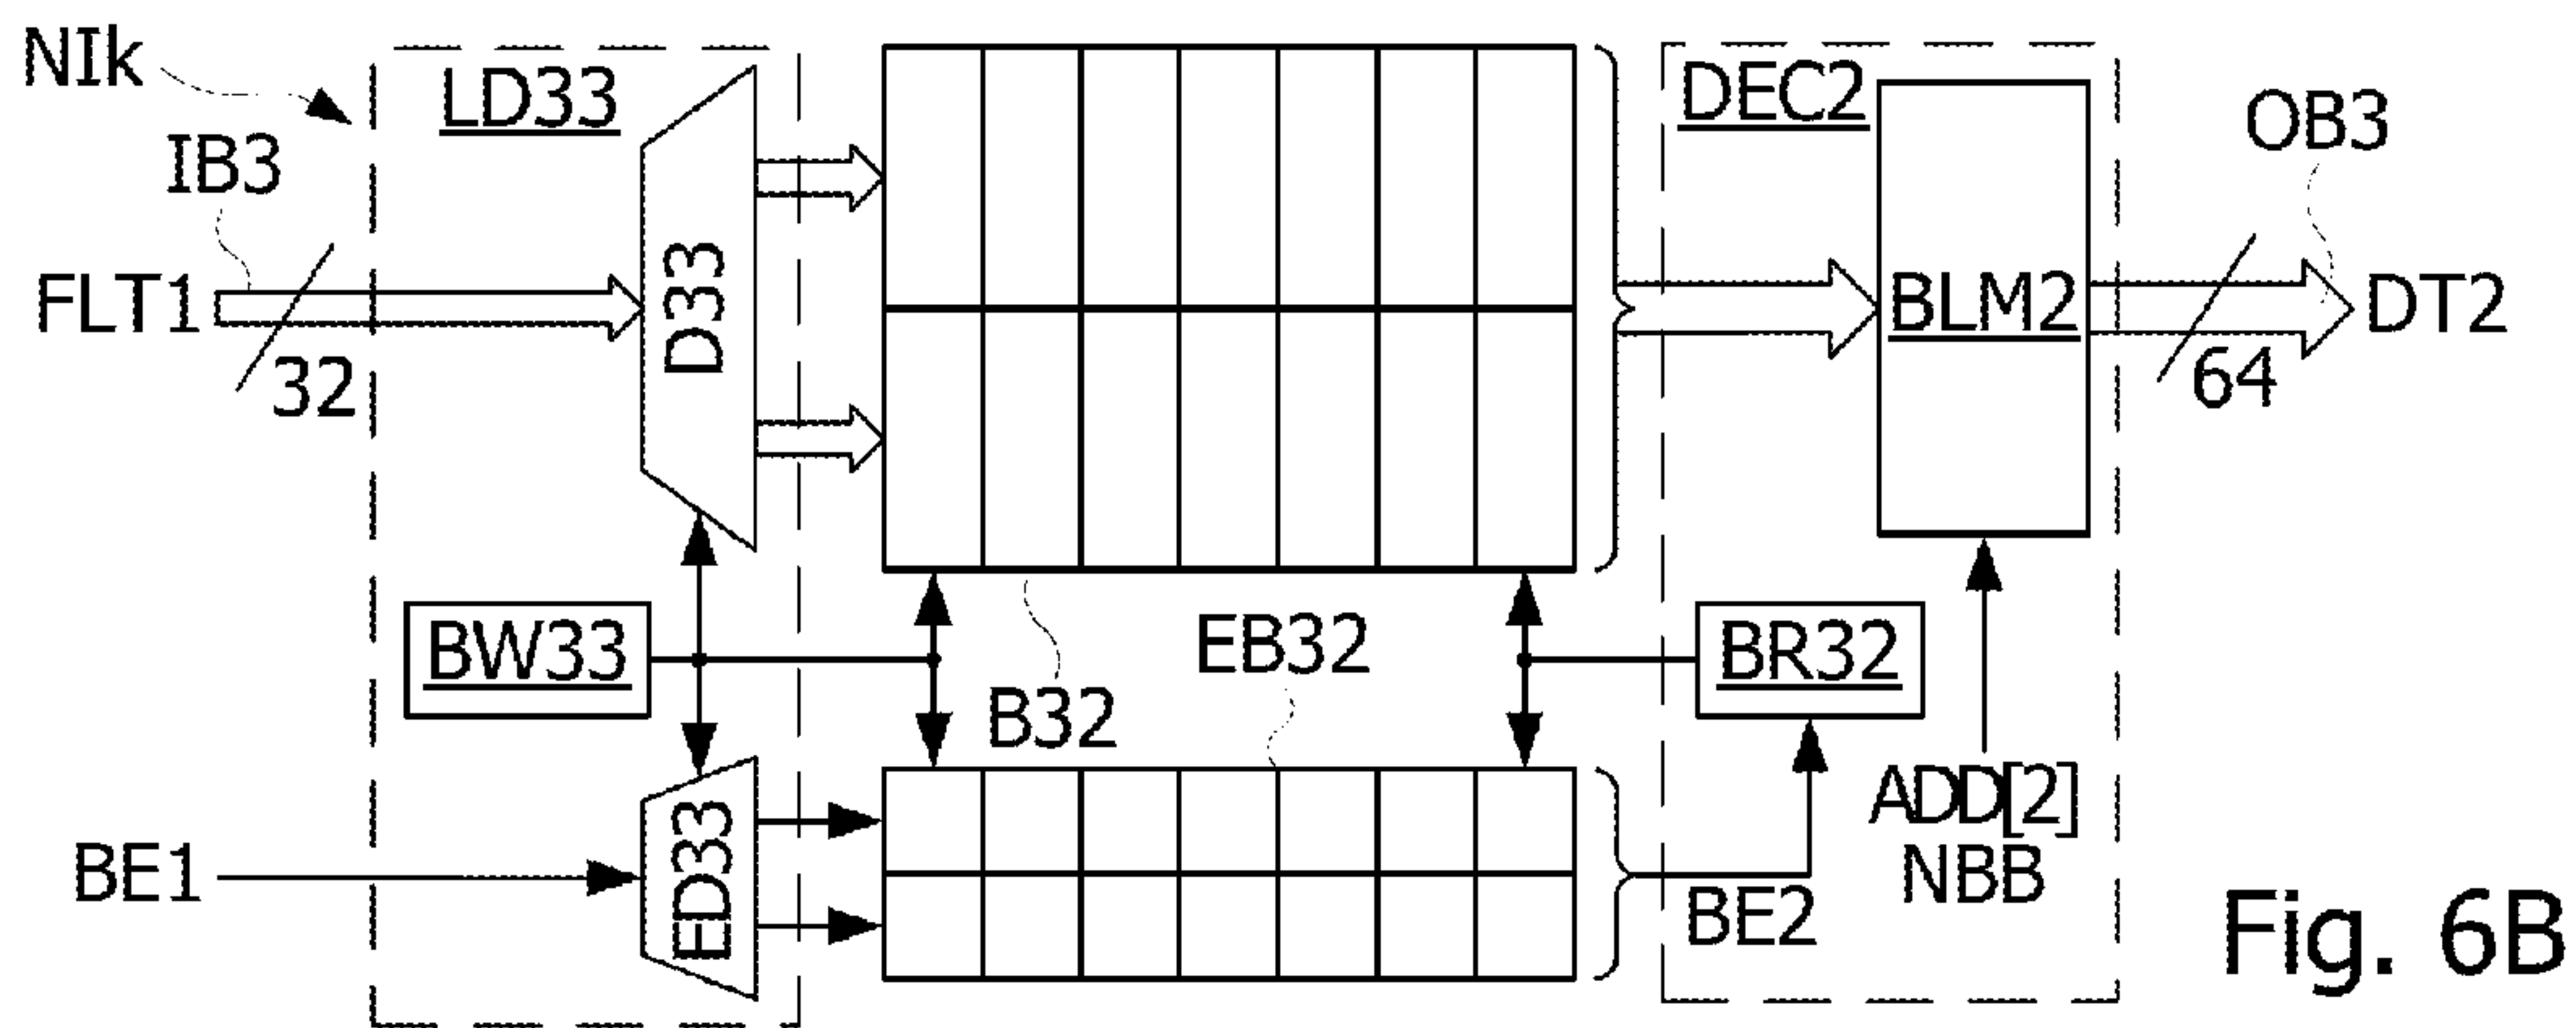 NIk
LD33
DEC2
IB3
OB3
FLT1
32
D33
BLM2
64
DT2
BW33
EB32
BR32
B32
ADD[2]
NBB
BE1
ED33
BE2
Fig. 6B